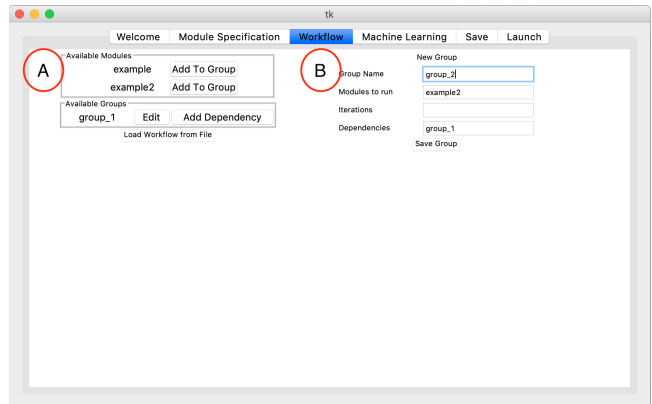 tk
Welcome Module Specification Workflow Machine Learning Save Launch
A
Available Modules
example Add To Group
example2 Add To Group
Available Groups
group_1 Edit Add Dependency
Load Workflow from File
B
New Group
Group Name group_2
Modules to run example2
Iterations
Dependencies group_1
Save Group